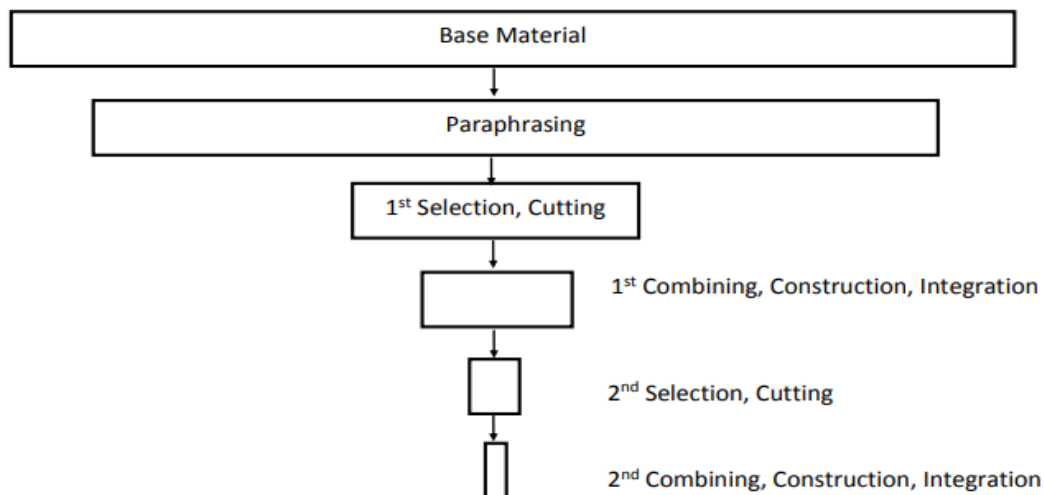 Base Material
Paraphrasing
1st Selection, Cutting
1st Combining, Construction, Integration
2nd Selection, Cutting
2nd Combining, Construction, Integration